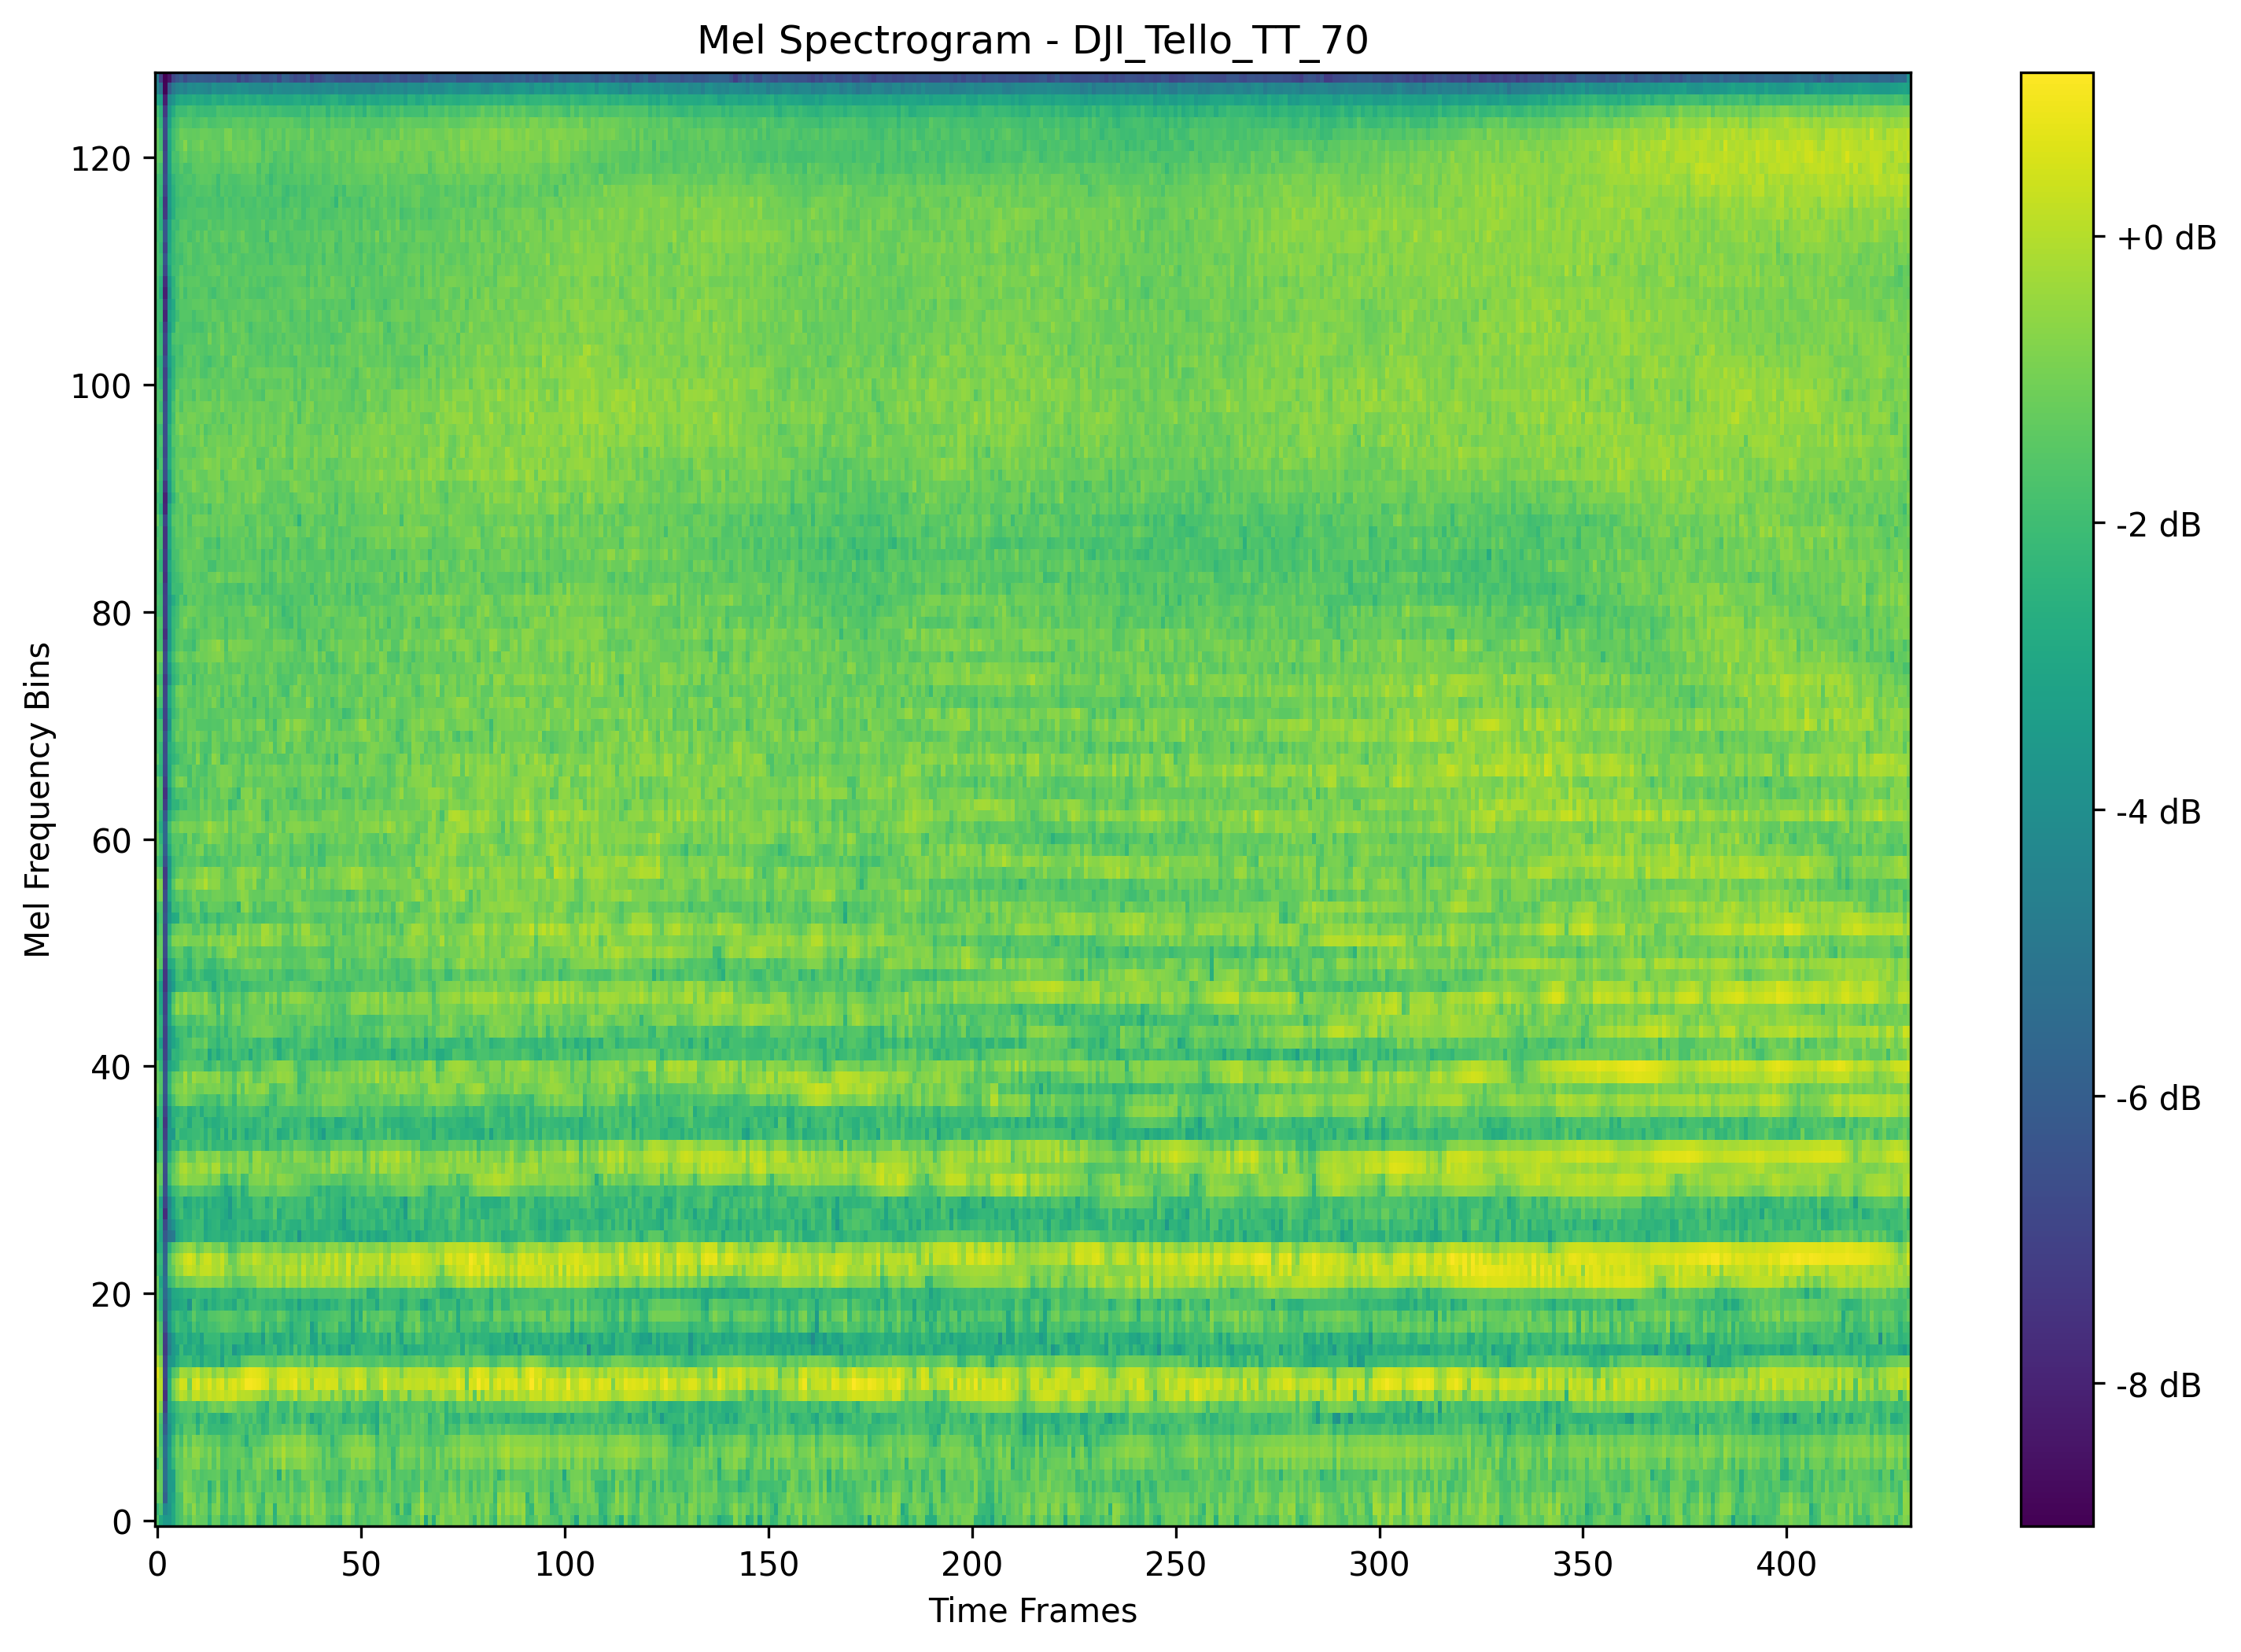 Mel Spectrogram - DJI_Tello_TT_70
Mel Frequency Bins
120
100
80
60
40
20
0
0 50 100 150 200 250 300 350 400
Time Frames
+0 dB
-2 dB
-4 dB
-6 dB
-8 dB